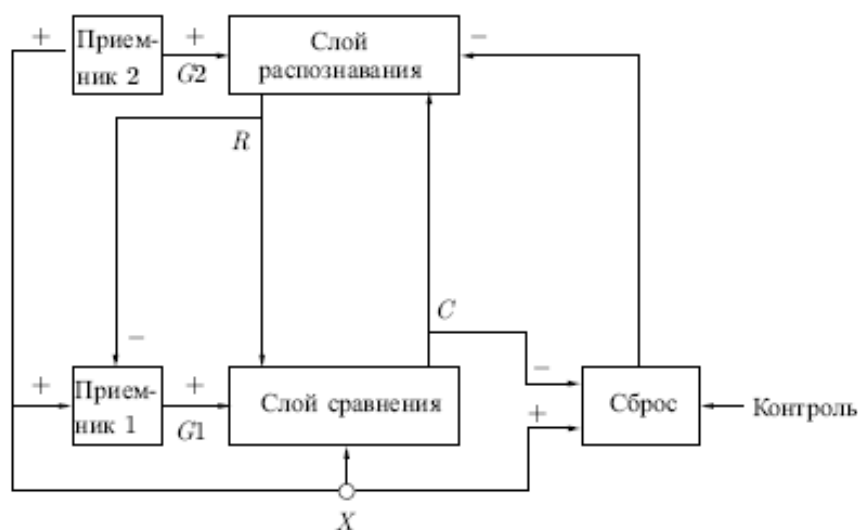 +
Прием-
ник 2
+
G2
Слой
распознавания
−
R
C
−
+
Прием-
ник 1
+
G1
Слой сравнения
−
+
Сброс
Контроль
X